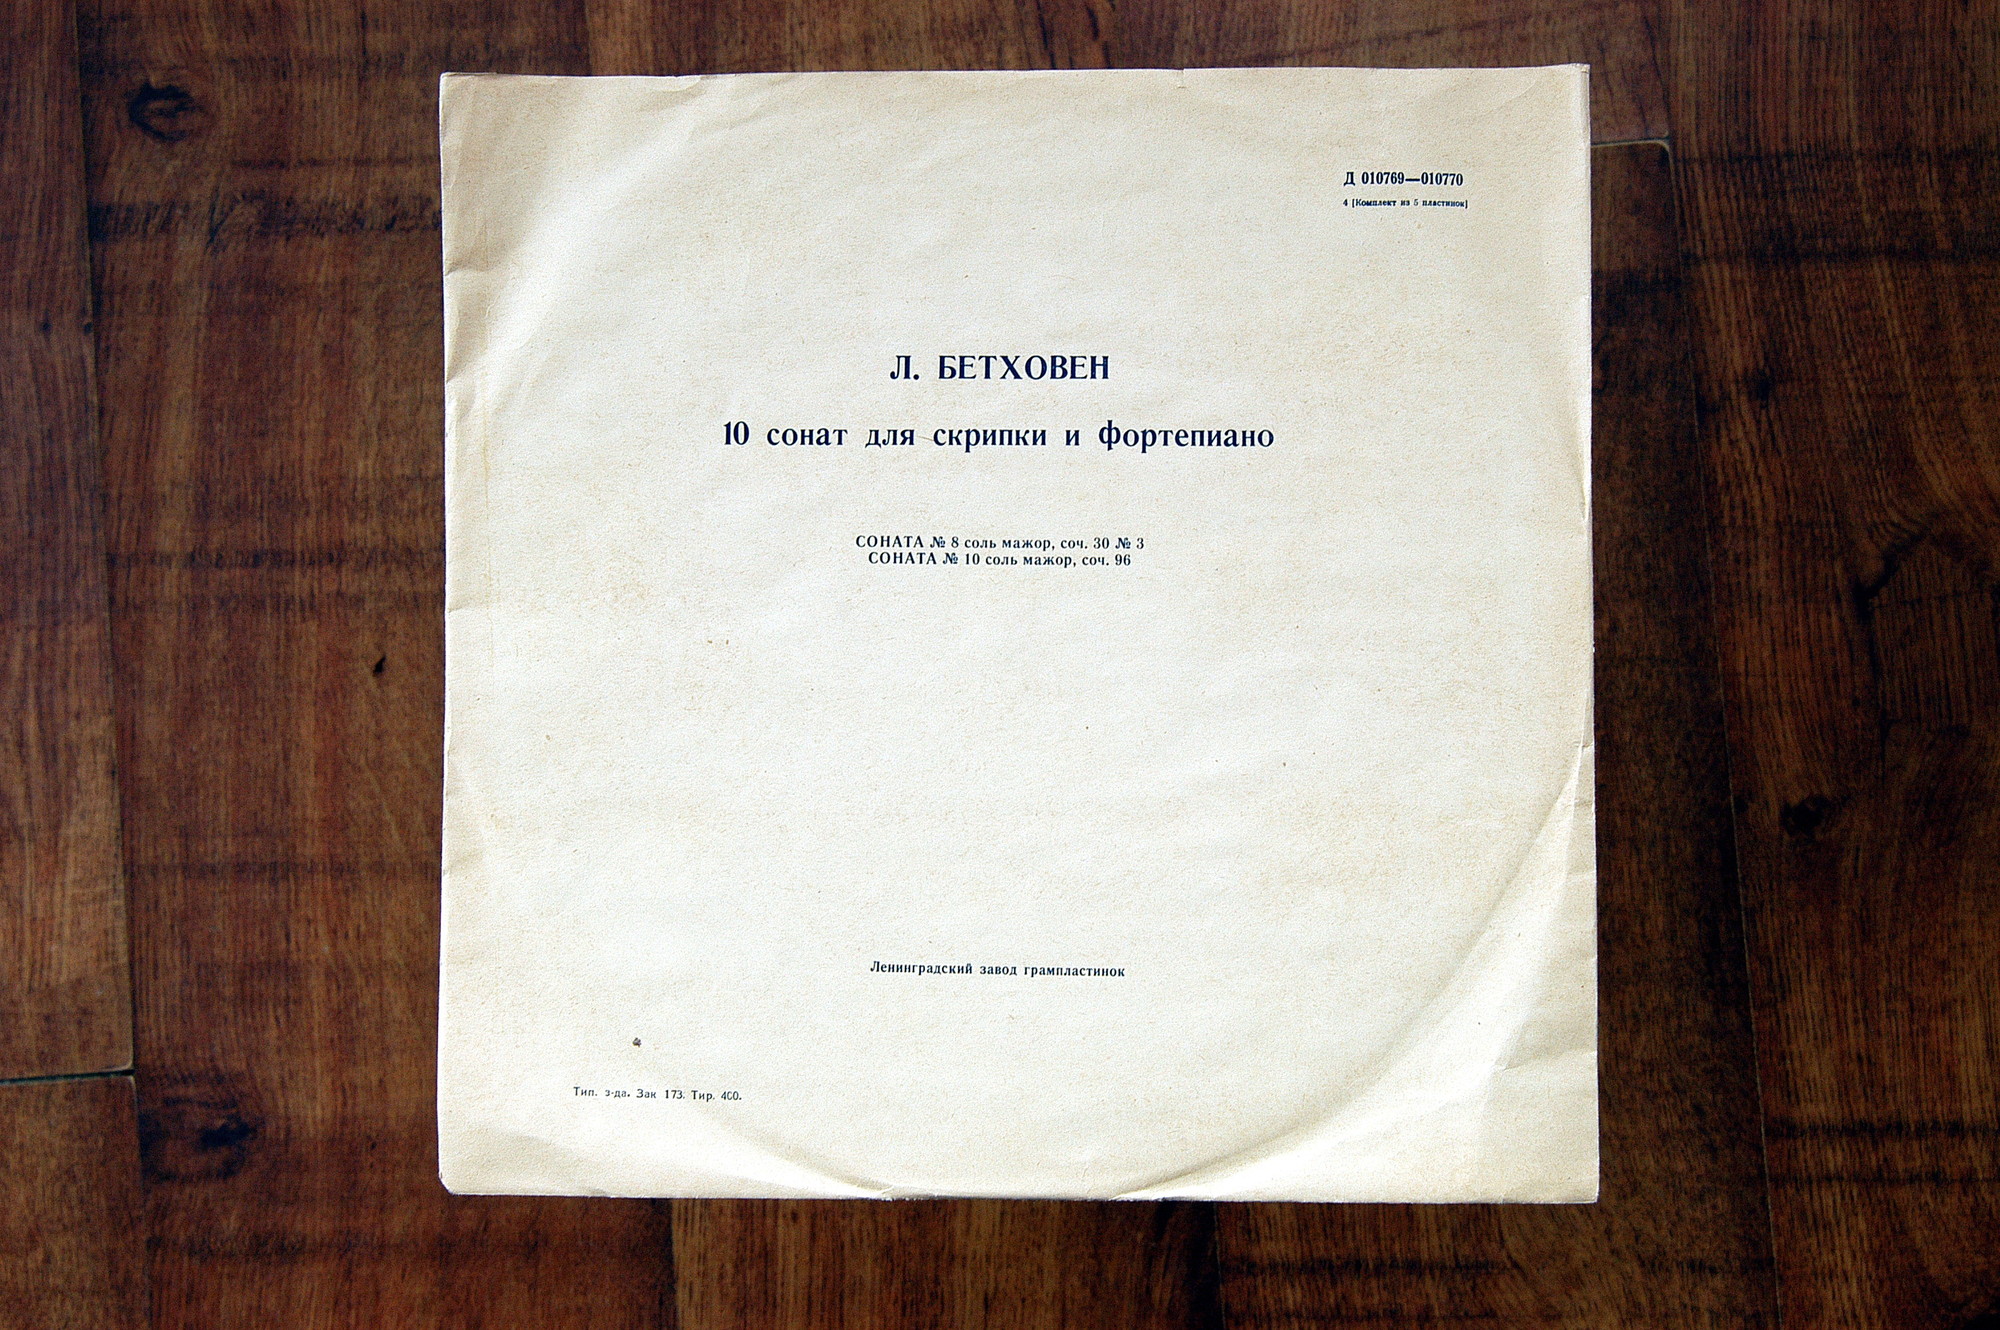 Д 010769—010770
4 [Комплект из 5 пластинок]
Л. БЕТХОВЕН
10 сонат для скрипки и фортепиано
СОНАТА № 8 соль мажор, соч. 30 № 3
СОНАТА № 10 соль мажор, соч. 96
Ленинградский завод грампластинок
Тип. з-да. Зак 173. Тир. 400.